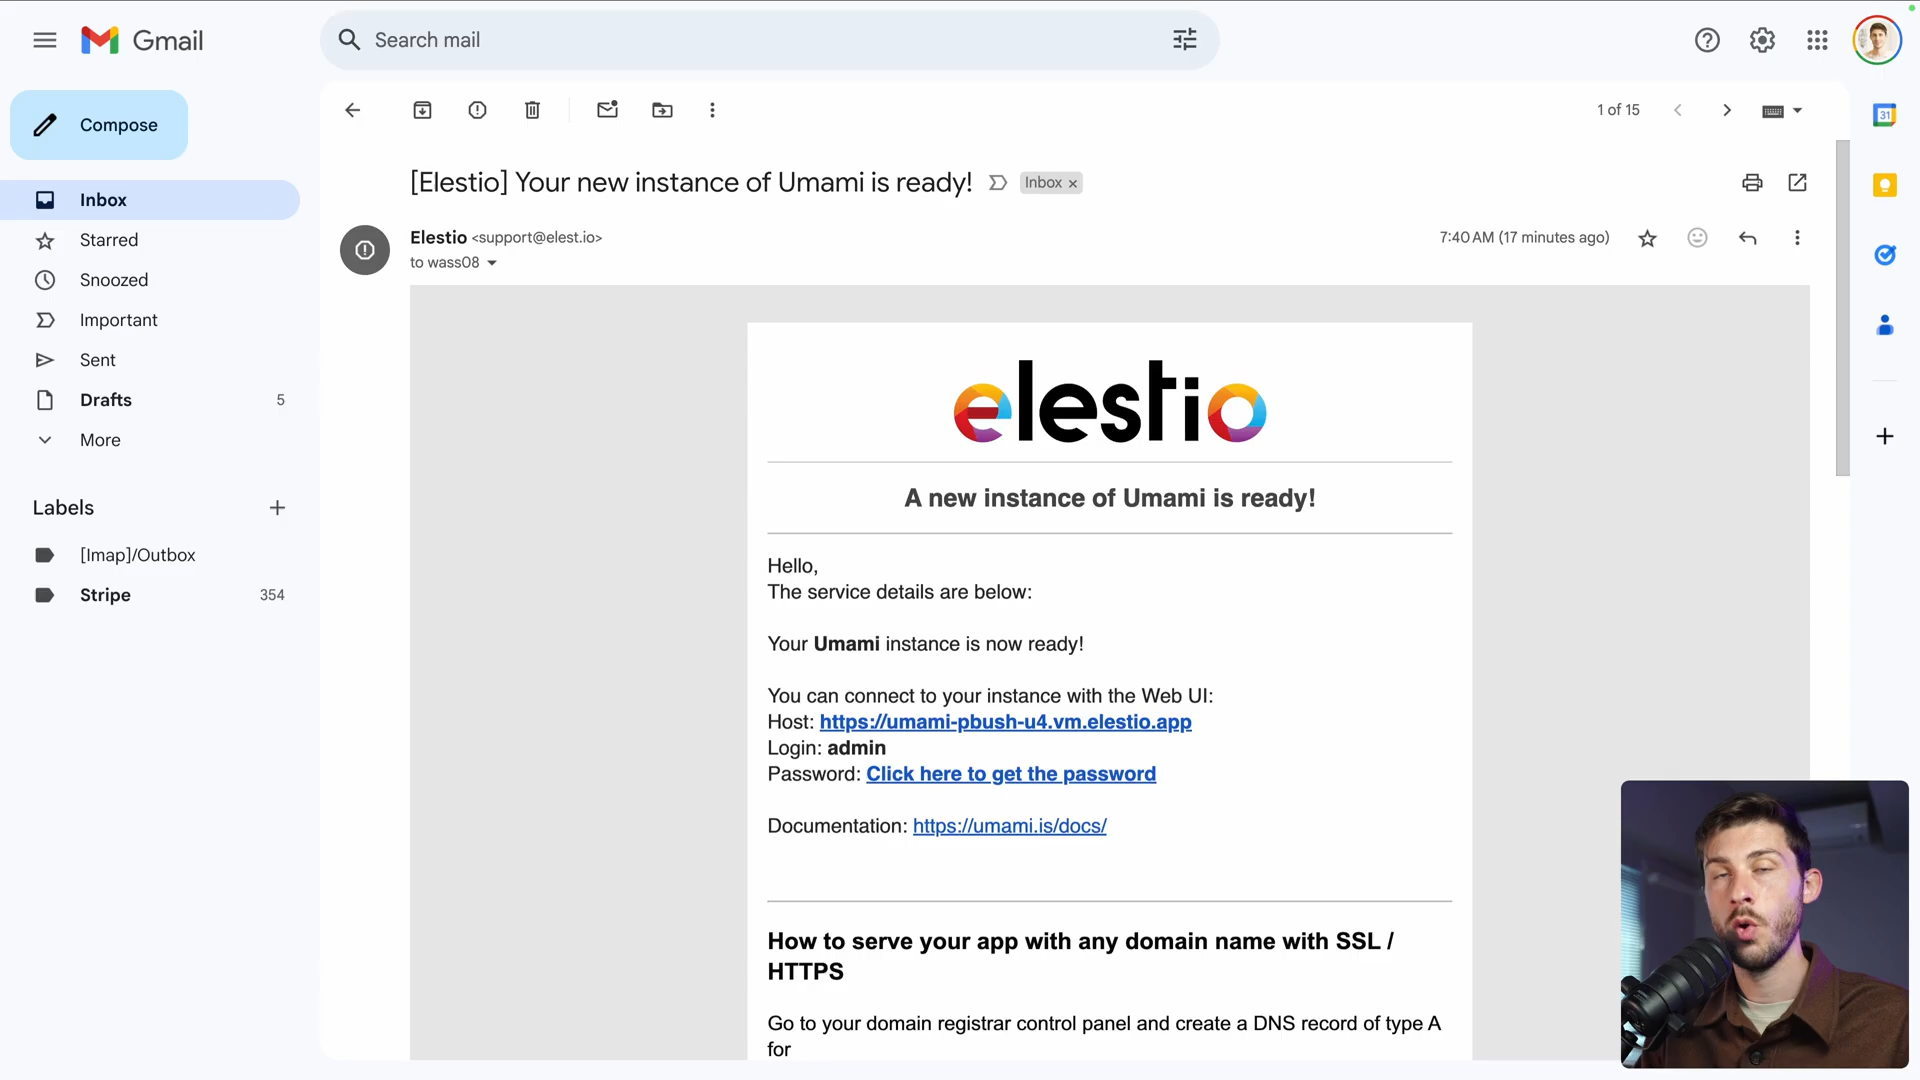 Gmail
Search mail
Compose
Inbox
Starred
Snoozed
Important
Sent
Drafts 5
More
Labels
[Imap]/Outbox
Stripe 354
1 of 15
[Elestio] Your new instance of Umami is ready!
Inbox ×
Elestio <support@elest.io>
7:40 AM (17 minutes ago)
to wass08
elestio
A new instance of Umami is ready!
Hello,
The service details are below:
Your Umami instance is now ready!
You can connect to your instance with the Web UI:
Host: https://umami-pbush-u4.vm.elestio.app
Login: admin
Password: Click here to get the password
Documentation: https://umami.is/docs/
How to serve your app with any domain name with SSL /
HTTPS
Go to your domain registrar control panel and create a DNS record of type A
for
31